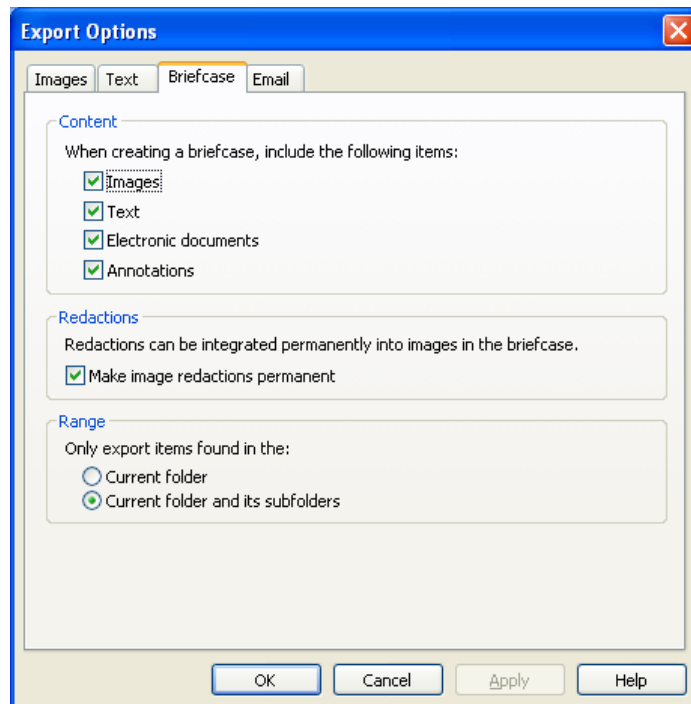 Export Options
Images Text Briefcase Email
Content
When creating a briefcase, include the following items:
Images
Text
Electronic documents
Annotations
Redactions
Redactions can be integrated permanently into images in the briefcase.
Make image redactions permanent
Range
Only export items found in the:
Current folder
Current folder and its subfolders
OK Cancel Apply Help